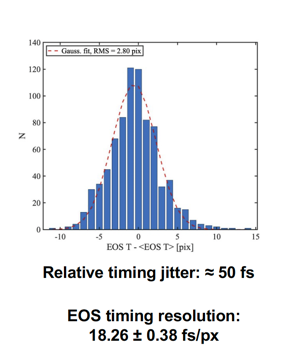 140
120
100
80
60
40
20
0
N
Gauss. fit, RMS = 2.80 pix
-10 -5 0 5 10 15
EOS T - <EOS T> [pix]
Relative timing jitter: ≈ 50 fs
EOS timing resolution:
18.26 ± 0.38 fs/px